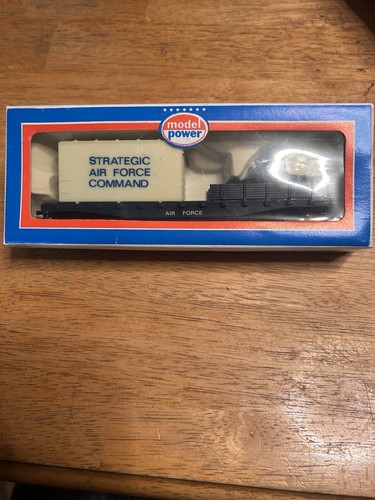 model
power
STRATEGIC
AIR FORCE
COMMAND
AIR FORCE